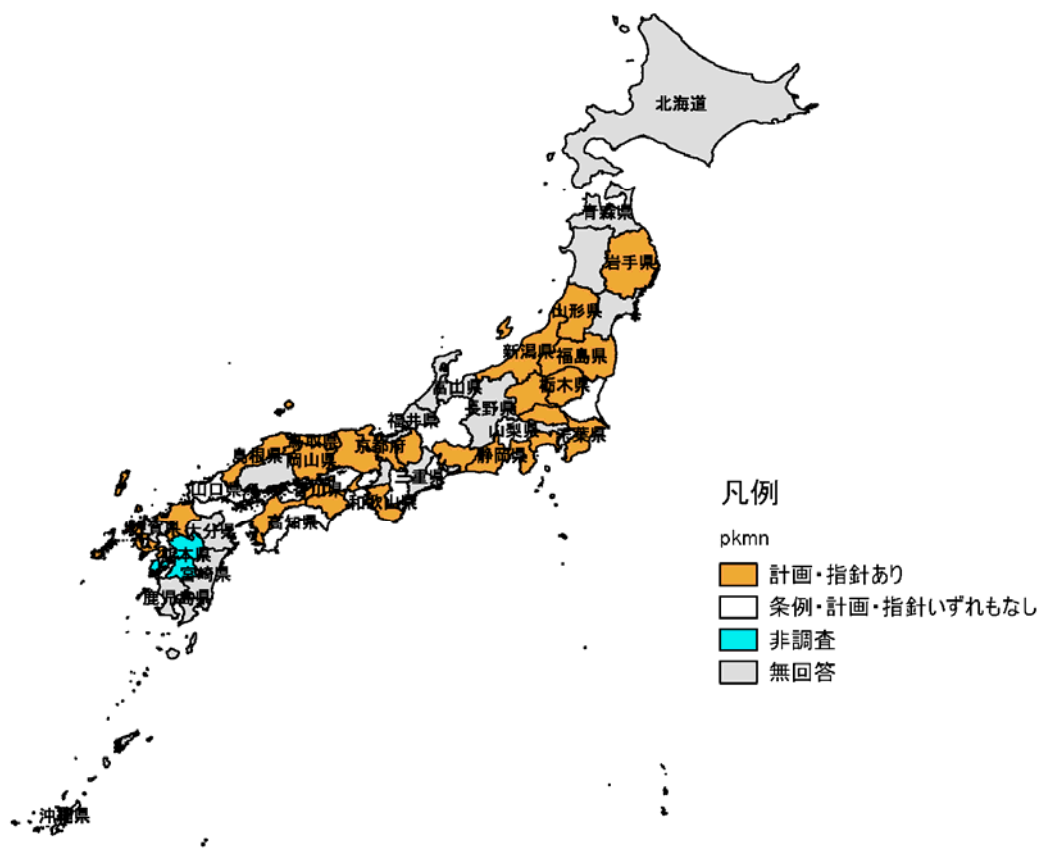 北海道
青森県
岩手県
山形県
新潟県
福島県
栃木県
富山県
長野県
福井県
山梨県
千葉県
静岡県
京都府
鳥取県
島根県
岡山県
三重県
山口県
香川県
和歌山県
高知県
大分県
熊本県
宮崎県
鹿児島県
沖縄県
凡例
pkmn
計画・指針あり
条例・計画・指針いずれもなし
非調査
無回答